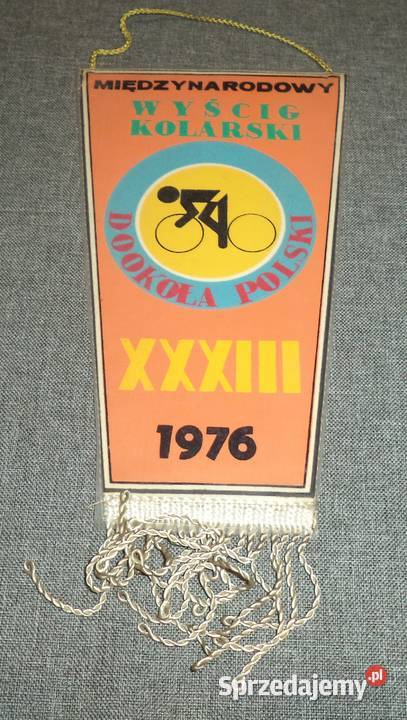 MIĘDZYNARODOWY
WYŚCIG
KOLARSKI
DOOKOŁA POLSKI
XXXIII
1976
Sprzedajemy.pl